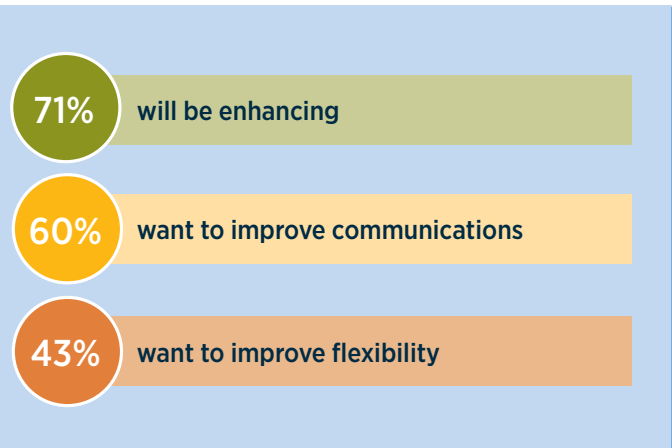 71% will be enhancing
60% want to improve communications
43% want to improve flexibility